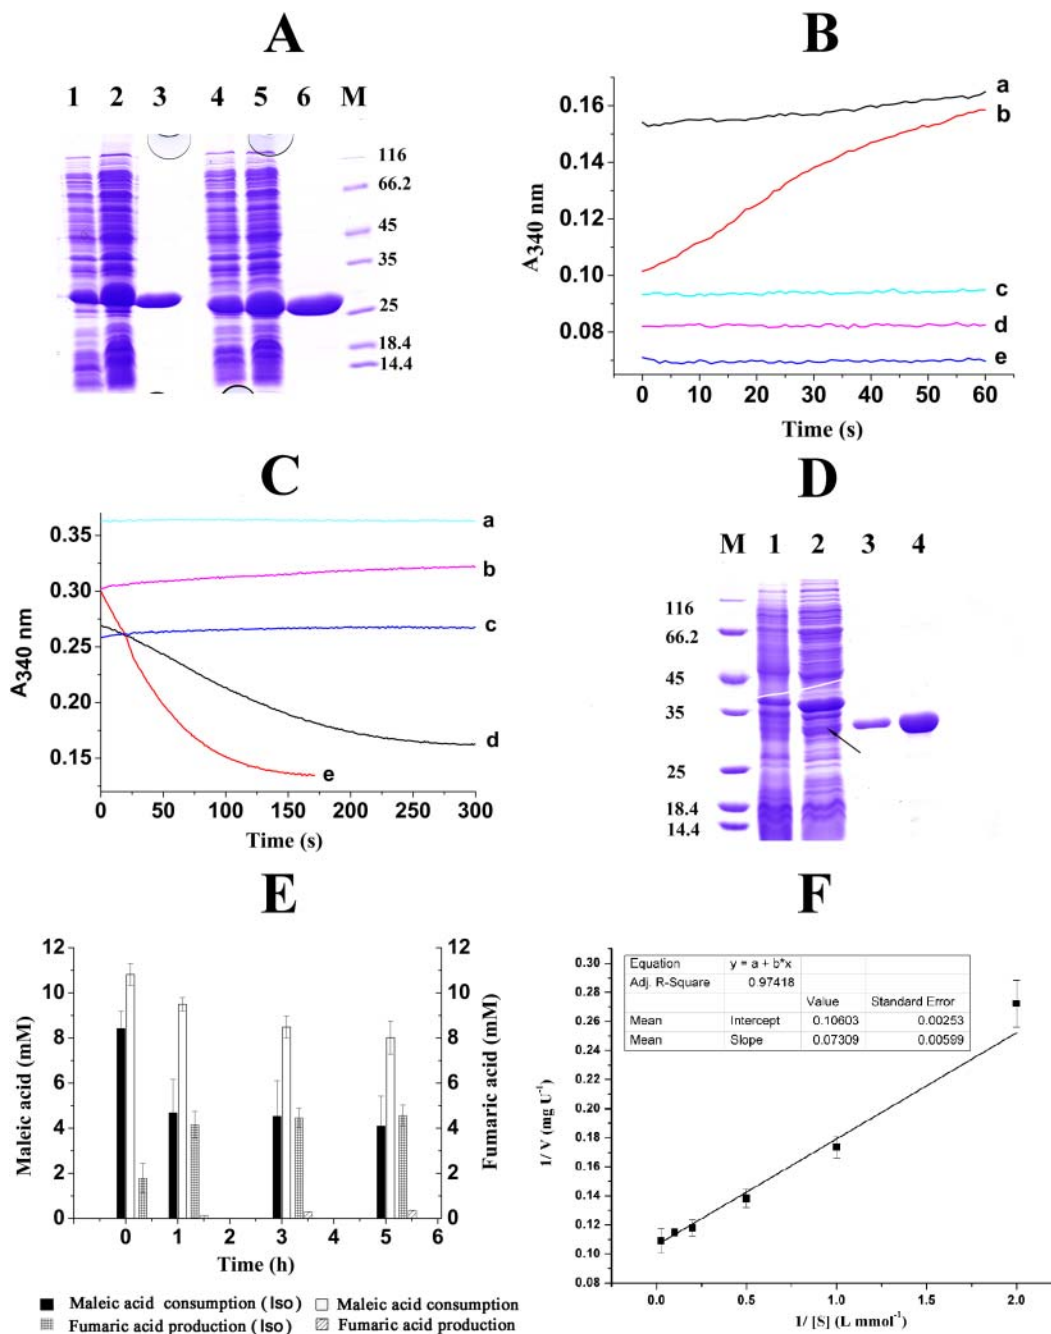 A
1 2 3 4 5 6 M
116
66.2
45
35
25
18.4
14.4
B
0.16
0.14
0.12
0.10
0.08
A340 nm
a
b
c
d
e
0 10 20 30 40 50 60
Time (s)
C
0.35
0.30
0.25
0.20
0.15
A340 nm
a
b
c
d
e
0 50 100 150 200 250 300
Time (s)
D
M 1 2 3 4
116
66.2
45
35
25
18.4
14.4
E
12
10
8
6
4
2
0
Maleic acid (mM)
12
10
8
6
4
2
0
Fumaric acid (mM)
0 1 2 3 4 5 6
Time (h)
Maleic acid consumption (Iso) Maleic acid consumption
Fumaric acid production (Iso) Fumaric acid production
F
0.30
0.28
0.26
0.24
0.22
0.20
0.18
0.16
0.14
0.12
0.10
0.08
1/ V (mg U⁻¹)
Equation y = a + b*x
Adj. R-Square 0.97418
Value Standard Error
Mean Intercept 0.10603 0.00253
Mean Slope 0.07309 0.00599
0.0 0.5 1.0 1.5 2.0
1/ [S] (L mmol⁻¹)